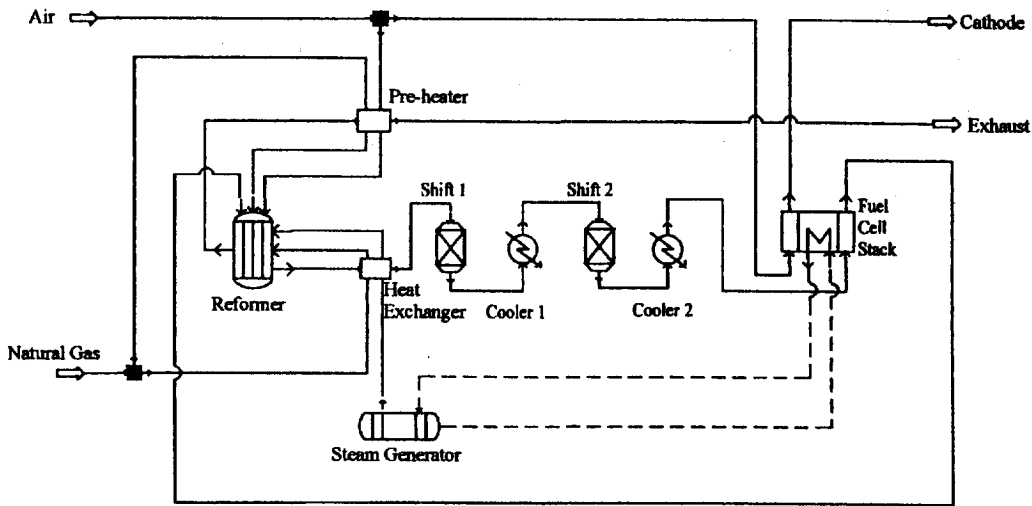 Air
Cathode
Pre-heater
Exhaust
Shift 1
Shift 2
Fuel
Cell
Stack
Reformer
Heat
Exchanger
Cooler 1
Cooler 2
Natural Gas
Steam Generator